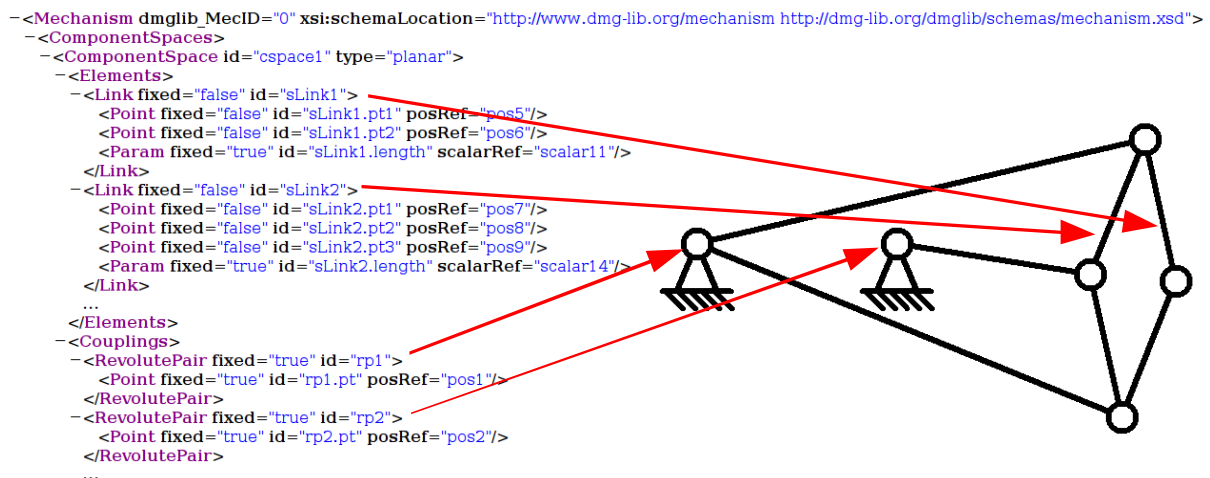 −<Mechanism dmglib_MecID="0" xsi:schemaLocation="http://www.dmg-lib.org/mechanism http://dmg-lib.org/dmglib/schemas/mechanism.xsd">
−<ComponentSpaces>
−<ComponentSpace id="cspace1" type="planar">
−<Elements>
−<Link fixed="false" id="sLink1">
<Point fixed="false" id="sLink1.pt1" posRef="pos5"/>
<Point fixed="false" id="sLink1.pt2" posRef="pos6"/>
<Param fixed="true" id="sLink1.length" scalarRef="scalar11"/>
</Link>
−<Link fixed="false" id="sLink2">
<Point fixed="false" id="sLink2.pt1" posRef="pos7"/>
<Point fixed="false" id="sLink2.pt2" posRef="pos8"/>
<Point fixed="false" id="sLink2.pt3" posRef="pos9"/>
<Param fixed="true" id="sLink2.length" scalarRef="scalar14"/>
</Link>
...
</Elements>
−<Couplings>
−<RevolutePair fixed="true" id="rp1">
<Point fixed="true" id="rp1.pt" posRef="pos1"/>
</RevolutePair>
−<RevolutePair fixed="true" id="rp2">
<Point fixed="true" id="rp2.pt" posRef="pos2"/>
</RevolutePair>
...